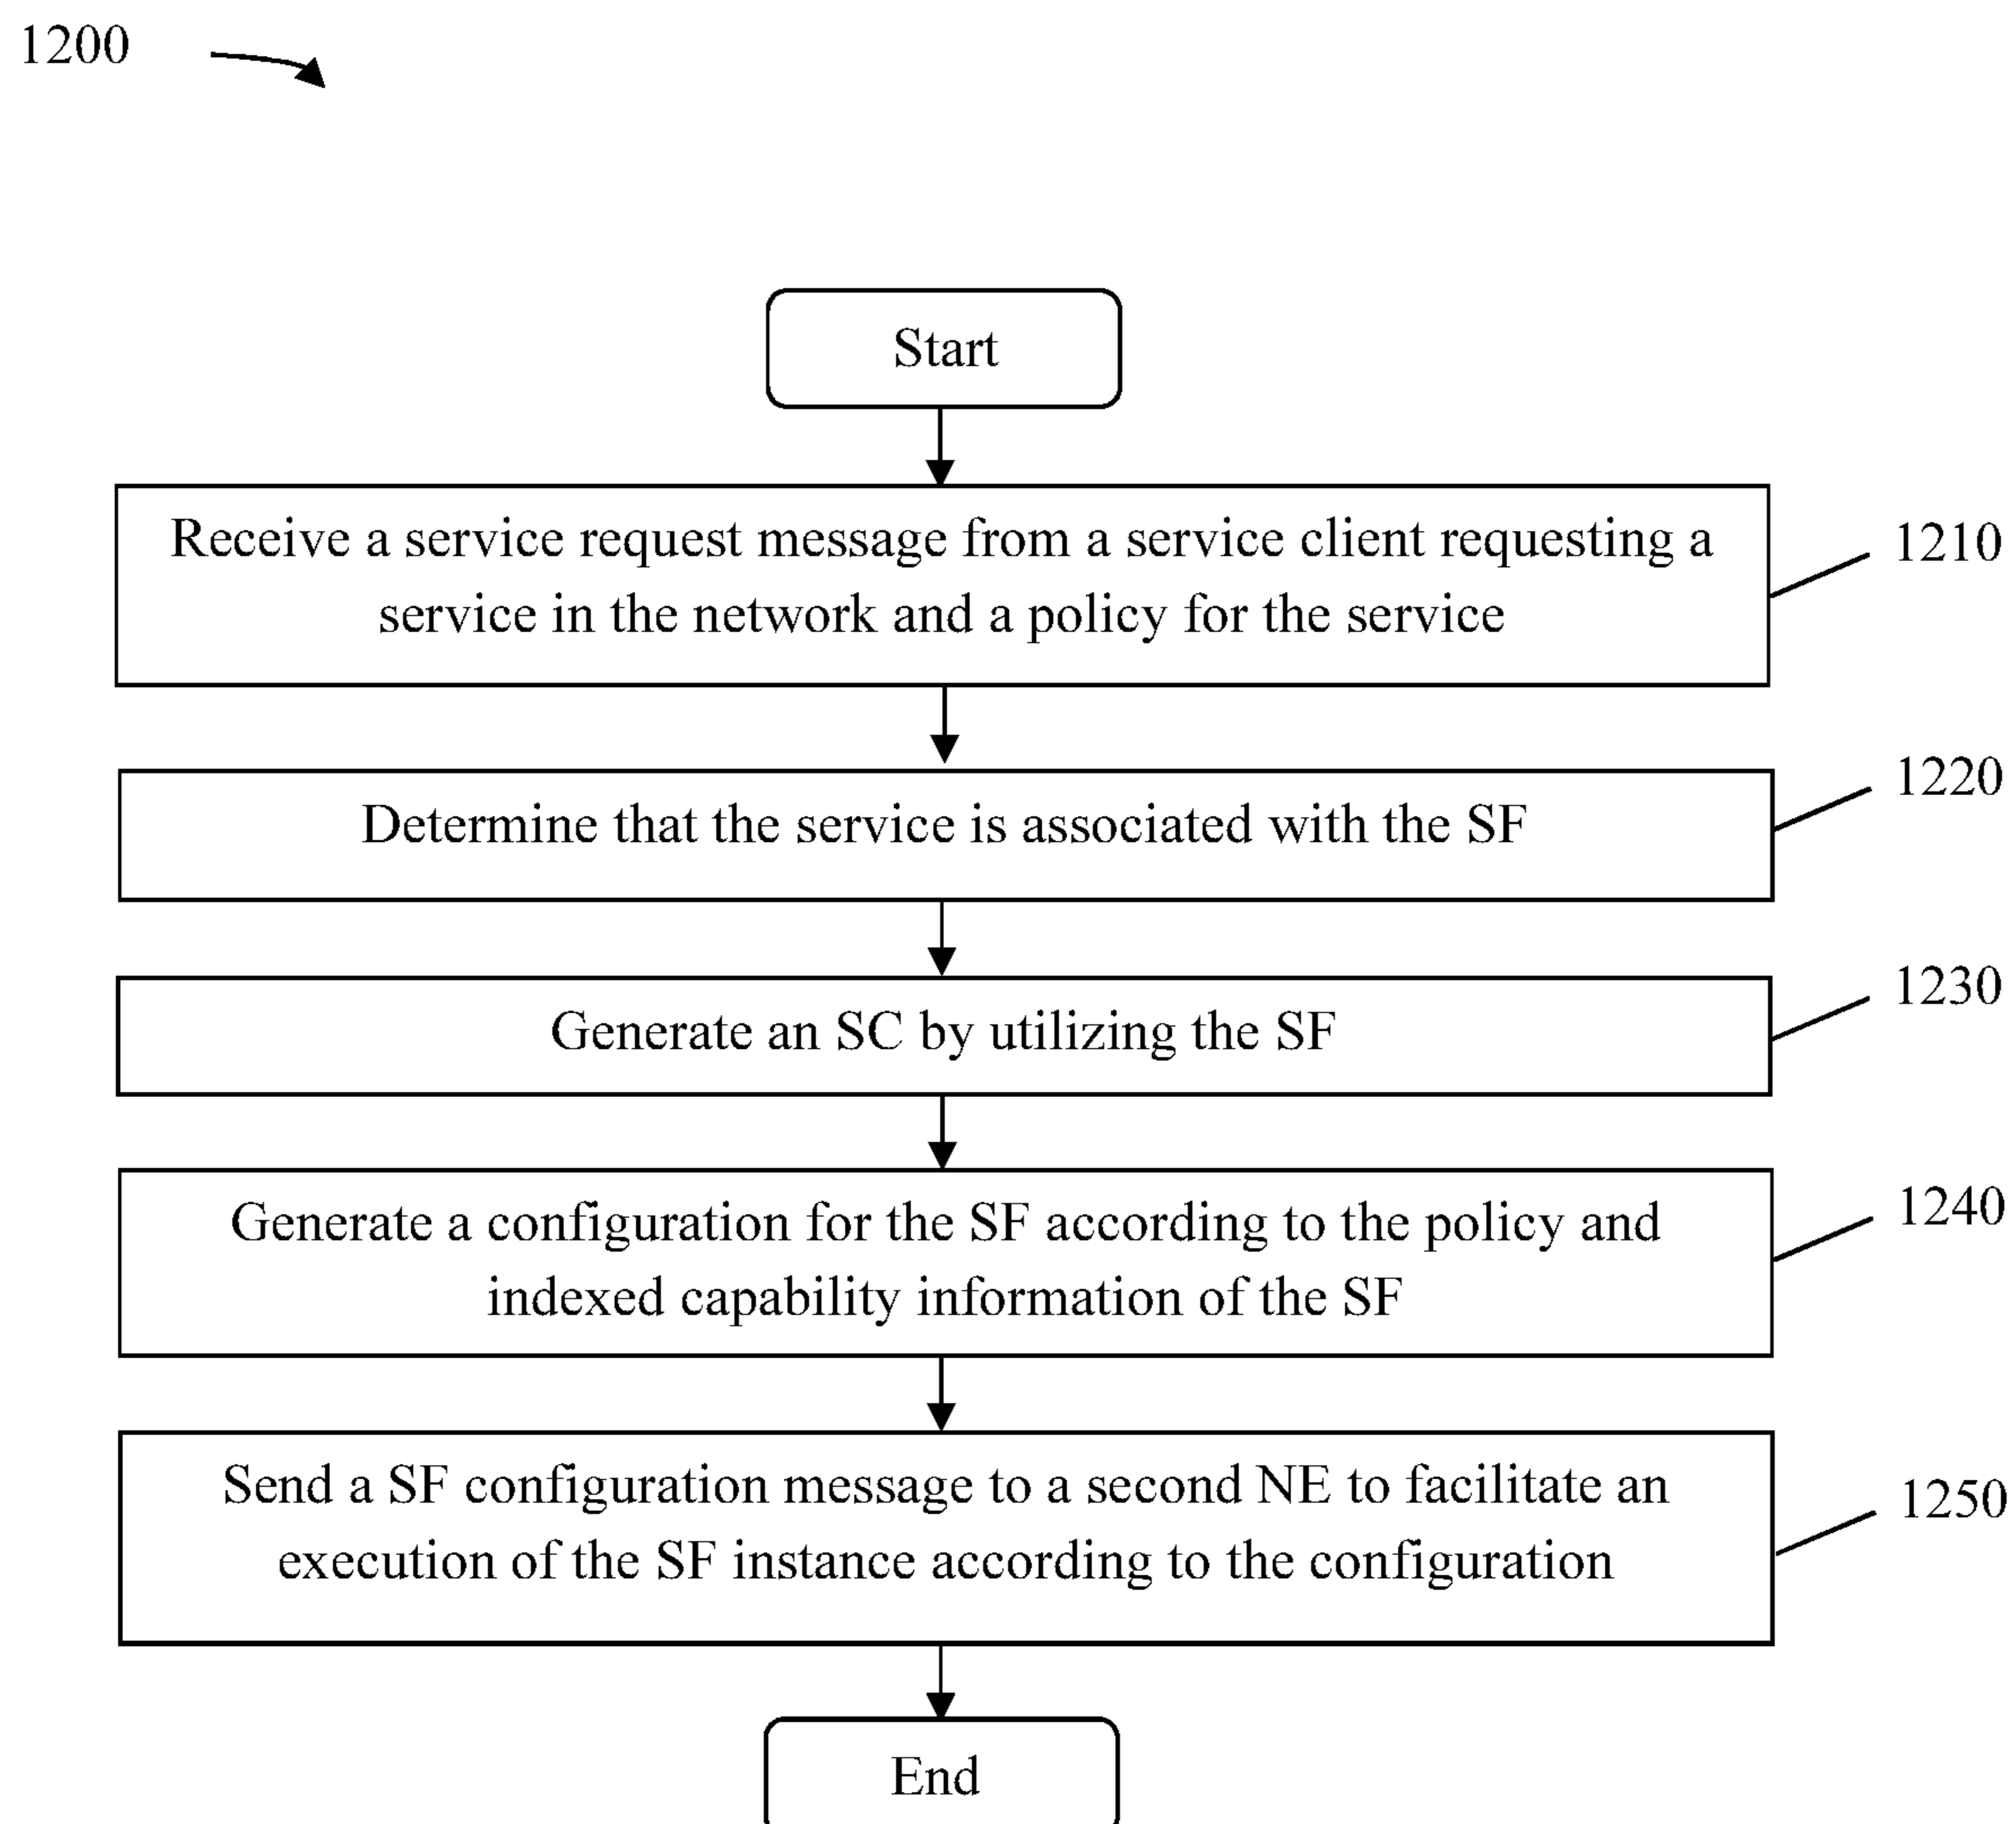 1200
Start
Receive a service request message from a service client requesting a
service in the network and a policy for the service
1210
Determine that the service is associated with the SF
1220
Generate an SC by utilizing the SF
1230
Generate a configuration for the SF according to the policy and
indexed capability information of the SF
1240
Send a SF configuration message to a second NE to facilitate an
execution of the SF instance according to the configuration
1250
End